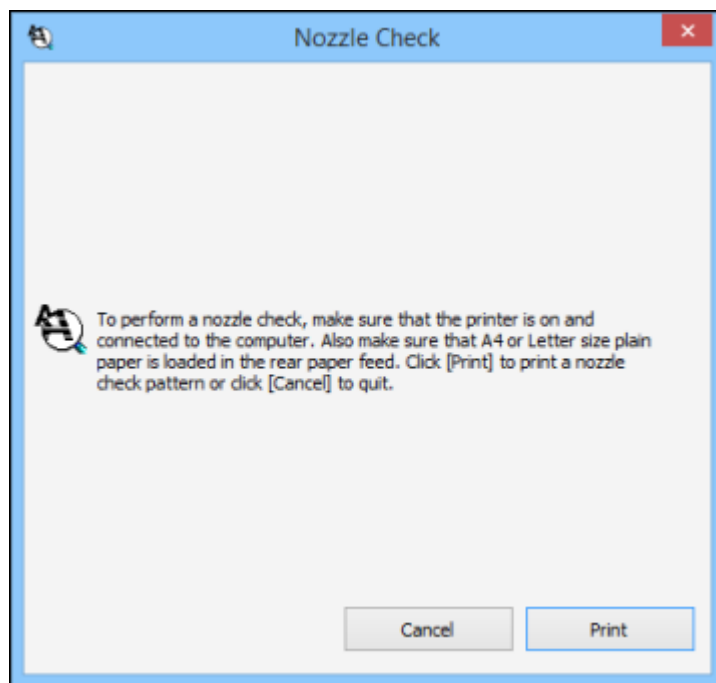 Nozzle Check
To perform a nozzle check, make sure that the printer is on and
connected to the computer. Also make sure that A4 or Letter size plain
paper is loaded in the rear paper feed. Click [Print] to print a nozzle
check pattern or click [Cancel] to quit.
Cancel Print